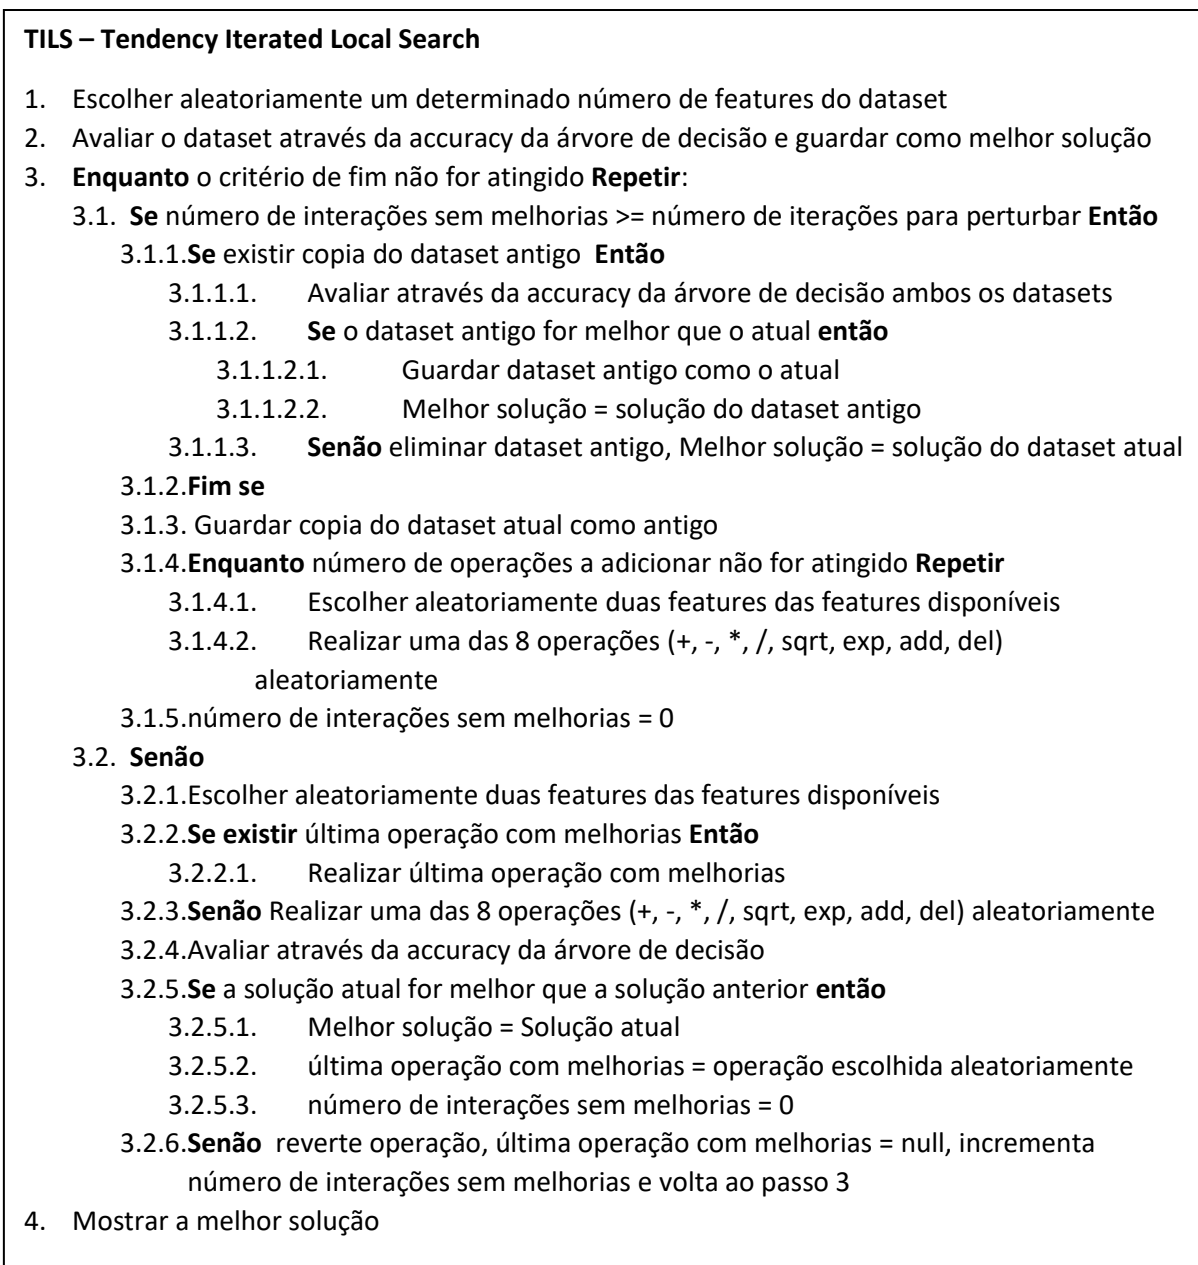 TILS – Tendency Iterated Local Search
1. Escolher aleatoriamente um determinado número de features do dataset
2. Avaliar o dataset através da accuracy da árvore de decisão e guardar como melhor solução
3. Enquanto o critério de fim não for atingido Repetir:
3.1. Se número de interações sem melhorias >= número de iterações para perturbar Então
3.1.1.Se existir copia do dataset antigo Então
3.1.1.1. Avaliar através da accuracy da árvore de decisão ambos os datasets
3.1.1.2. Se o dataset antigo for melhor que o atual então
3.1.1.2.1. Guardar dataset antigo como o atual
3.1.1.2.2. Melhor solução = solução do dataset antigo
3.1.1.3. Senão eliminar dataset antigo, Melhor solução = solução do dataset atual
3.1.2.Fim se
3.1.3. Guardar copia do dataset atual como antigo
3.1.4.Enquanto número de operações a adicionar não for atingido Repetir
3.1.4.1. Escolher aleatoriamente duas features das features disponíveis
3.1.4.2. Realizar uma das 8 operações (+, -, *, /, sqrt, exp, add, del)
aleatoriamente
3.1.5.número de interações sem melhorias = 0
3.2. Senão
3.2.1.Escolher aleatoriamente duas features das features disponíveis
3.2.2.Se existir última operação com melhorias Então
3.2.2.1. Realizar última operação com melhorias
3.2.3.Senão Realizar uma das 8 operações (+, -, *, /, sqrt, exp, add, del) aleatoriamente
3.2.4.Avaliar através da accuracy da árvore de decisão
3.2.5.Se a solução atual for melhor que a solução anterior então
3.2.5.1. Melhor solução = Solução atual
3.2.5.2. última operação com melhorias = operação escolhida aleatoriamente
3.2.5.3. número de interações sem melhorias = 0
3.2.6.Senão reverte operação, última operação com melhorias = null, incrementa
número de interações sem melhorias e volta ao passo 3
4. Mostrar a melhor solução